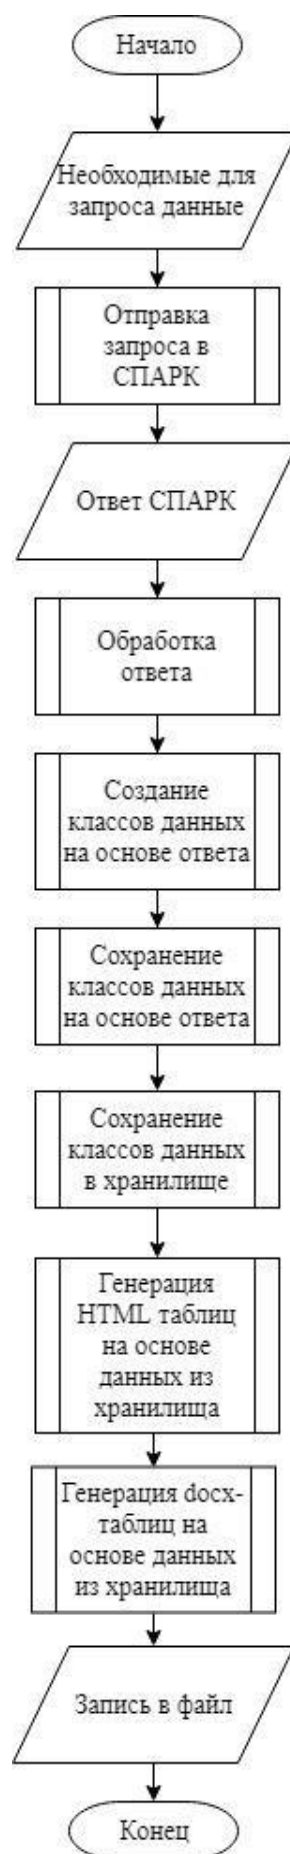 Начало
Необходимые для
запроса данные
Отправка
запроса в
СПАРК
Ответ СПАРК
Обработка
ответа
Создание
классов данных
на основе ответа
Сохранение
классов данных
на основе ответа
Сохранение
классов данных
в хранилище
Генерация
HTML таблиц
на основе
данных из
хранилища
Генерация docx-
таблиц на
основе данных
из хранилища
Запись в файл
Конец